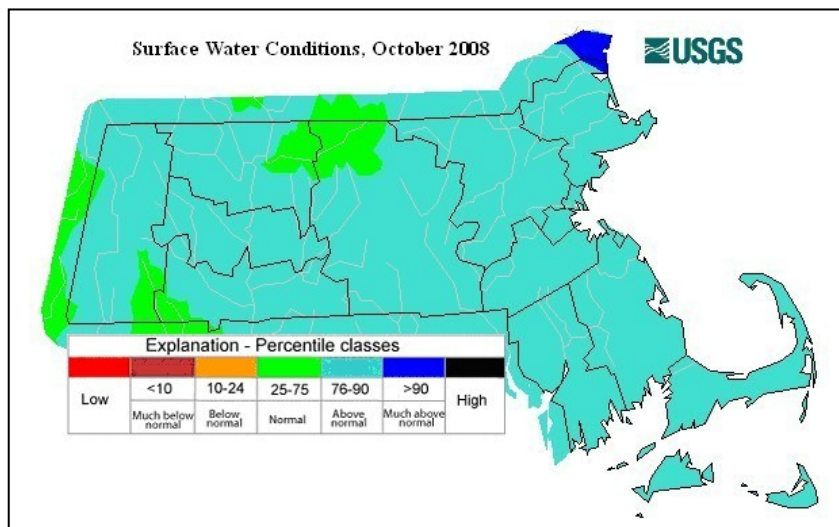 Surface Water Conditions, October 2008
USGS
Explanation - Percentile classes
Low
<10
10-24
25-75
76-90
>90
High
Much below
normal
Below
normal
Normal
Above
normal
Much above
normal